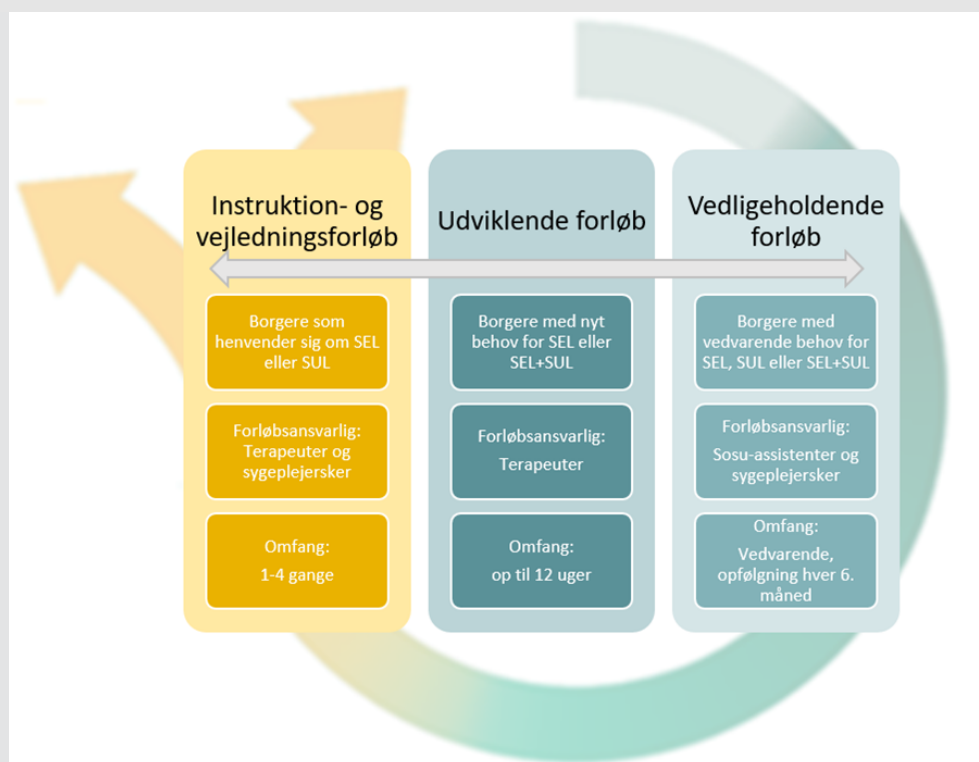 Instruktion- og
vejledningsforløb
Borgere som
henvender sig om SEL
eller SUL
Forløbsansvarlig:
Terapeuter og
sygeplejersker
Omfang:
1-4 gange
Udviklende forløb
Borgere med nyt
behov for SEL eller
SEL+SUL
Forløbsansvarlig:
Terapeuter
Omfang:
op til 12 uger
Vedligeholdende
forløb
Borgere med
vedvarende behov for
SEL, SUL eller SEL+SUL
Forløbsansvarlig:
Sosu-assistenter og
sygeplejersker
Omfang:
Vedvarende,
opfølgning hver 6.
måned